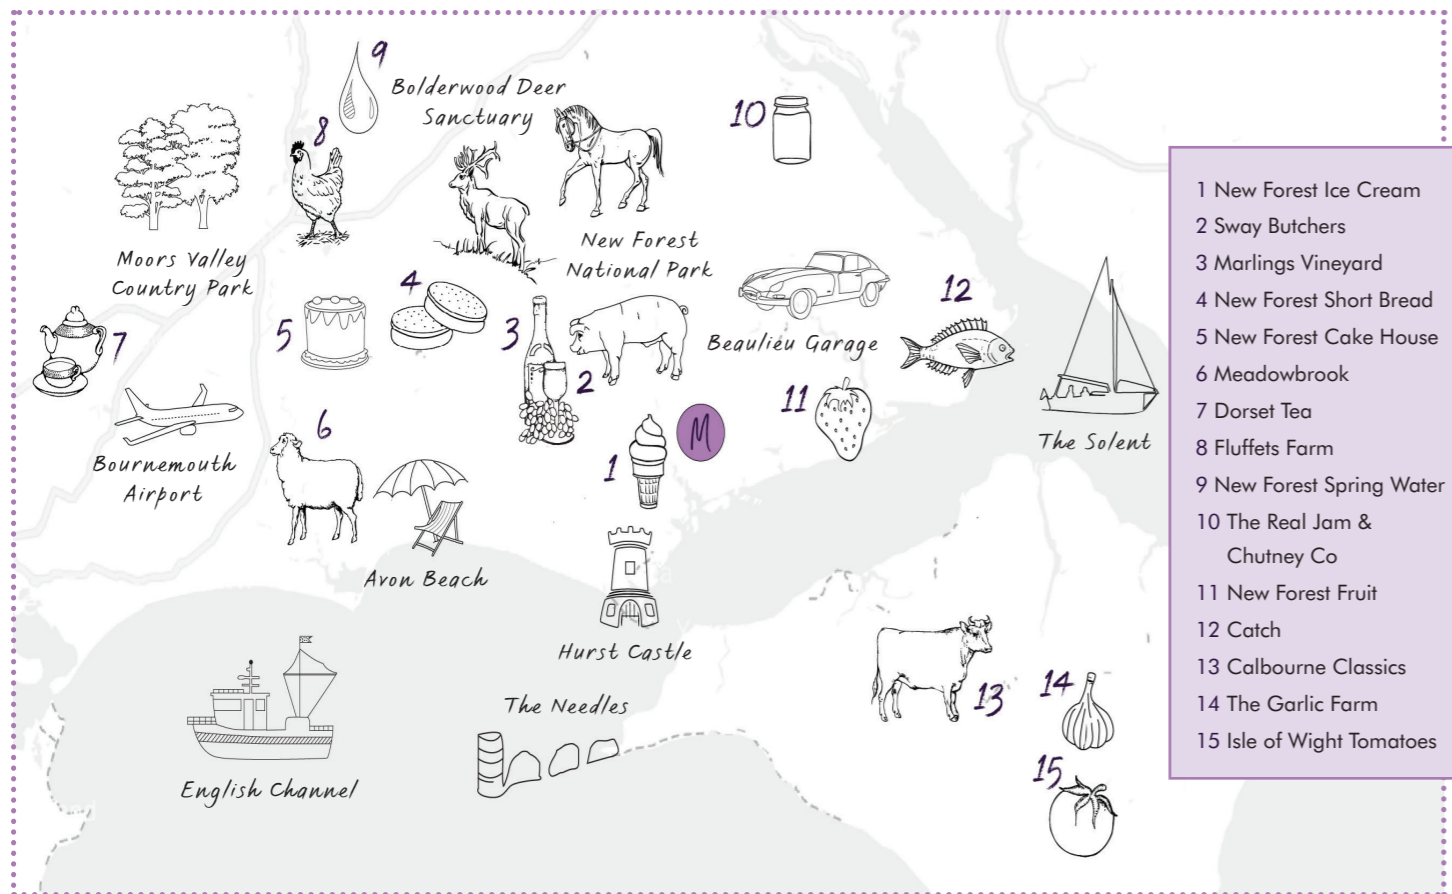 9
Bolderwood Deer
Sanctuary
10
8
Moors Valley
Country Park
New Forest
National Park
4
12
7
5
3
Beaulieu Garage
2
11
6
M
The Solent
Bournemouth
Airport
1
Avon Beach
Hurst Castle
13
14
The Needles
15
English Channel
1 New Forest Ice Cream
2 Sway Butchers
3 Marlings Vineyard
4 New Forest Short Bread
5 New Forest Cake House
6 Meadowbrook
7 Dorset Tea
8 Fluffets Farm
9 New Forest Spring Water
10 The Real Jam &
Chutney Co
11 New Forest Fruit
12 Catch
13 Calbourne Classics
14 The Garlic Farm
15 Isle of Wight Tomatoes